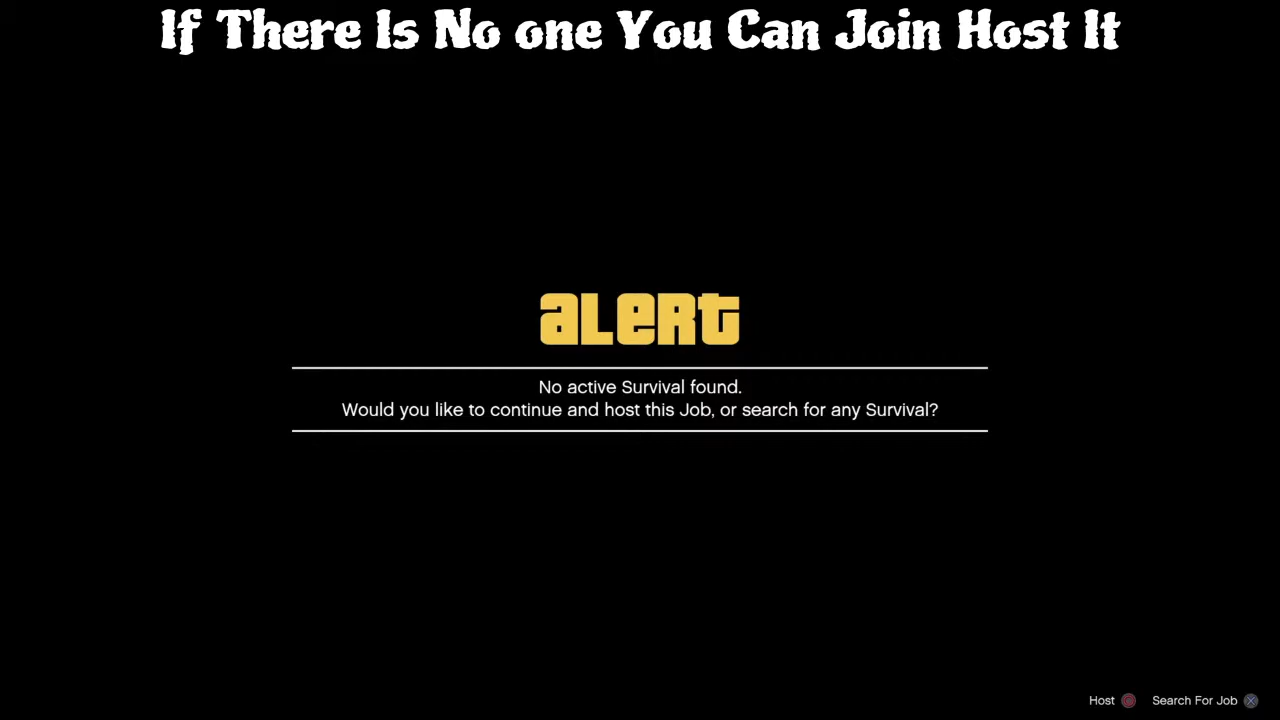 If There Is No one You Can Join Host It
aLeRt
No active Survival found.
Would you like to continue and host this Job, or search for any Survival?
Host Search For Job